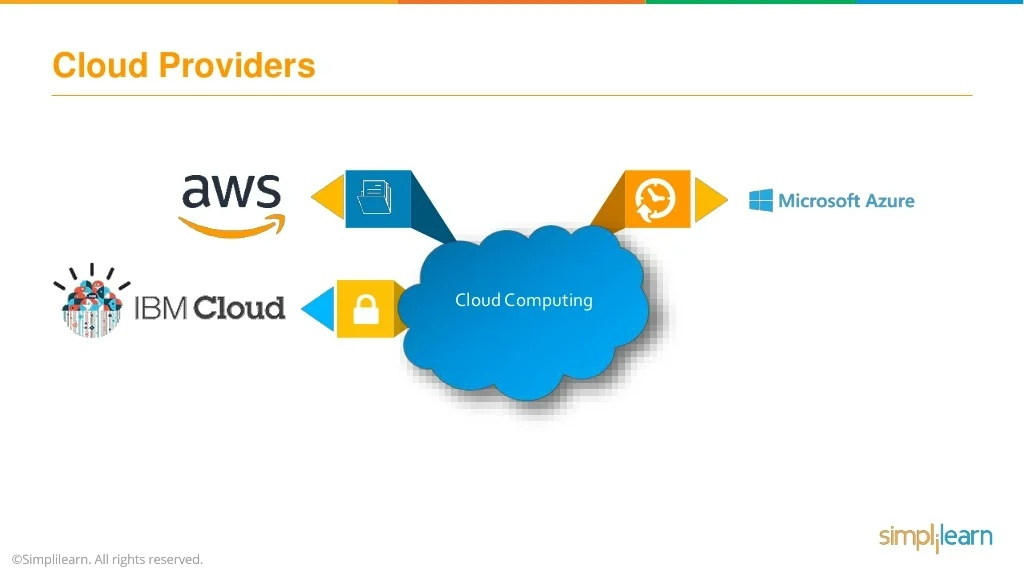 Cloud Providers
aws
Microsoft Azure
IBM Cloud
Cloud Computing
simplilearn
©Simplilearn. All rights reserved.